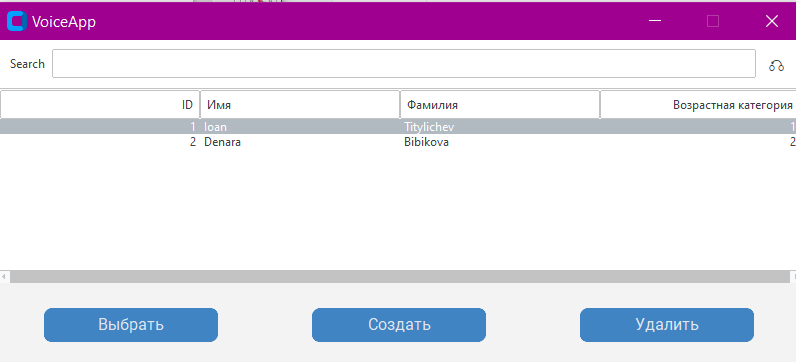 VoiceApp
Search
ID Имя Фамилия Возрастная категория
1 Ioan Titylichev 1
2 Denara Bibikova 2
Выбрать Создать Удалить